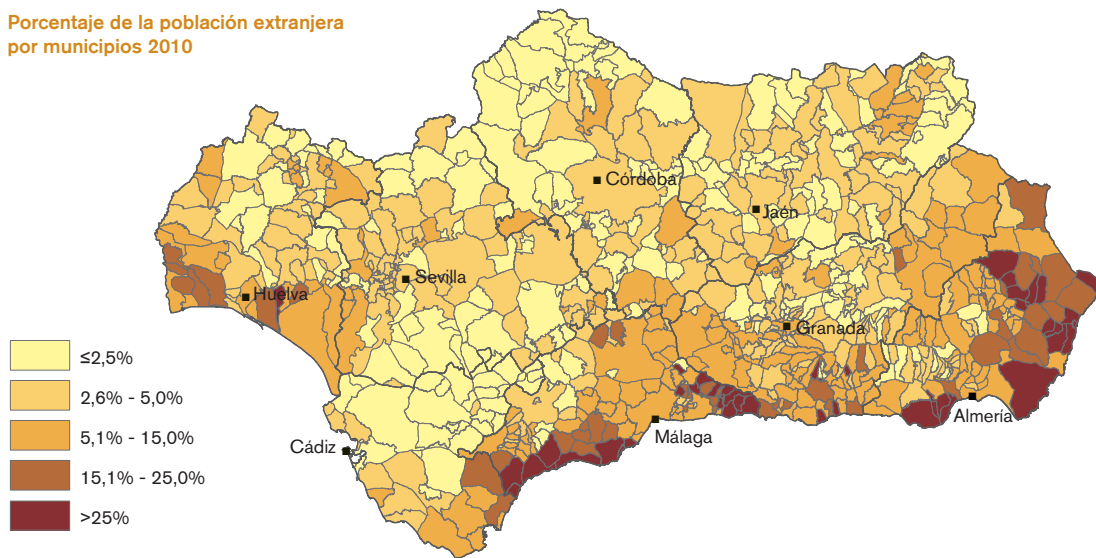 Porcentaje de la población extranjera
por municipios 2010
Córdoba
Jaén
Sevilla
Huelva
Granada
≤2,5%
2,6% - 5,0%
Almería
5,1% - 15,0%
Málaga
Cádiz
15,1% - 25,0%
>25%